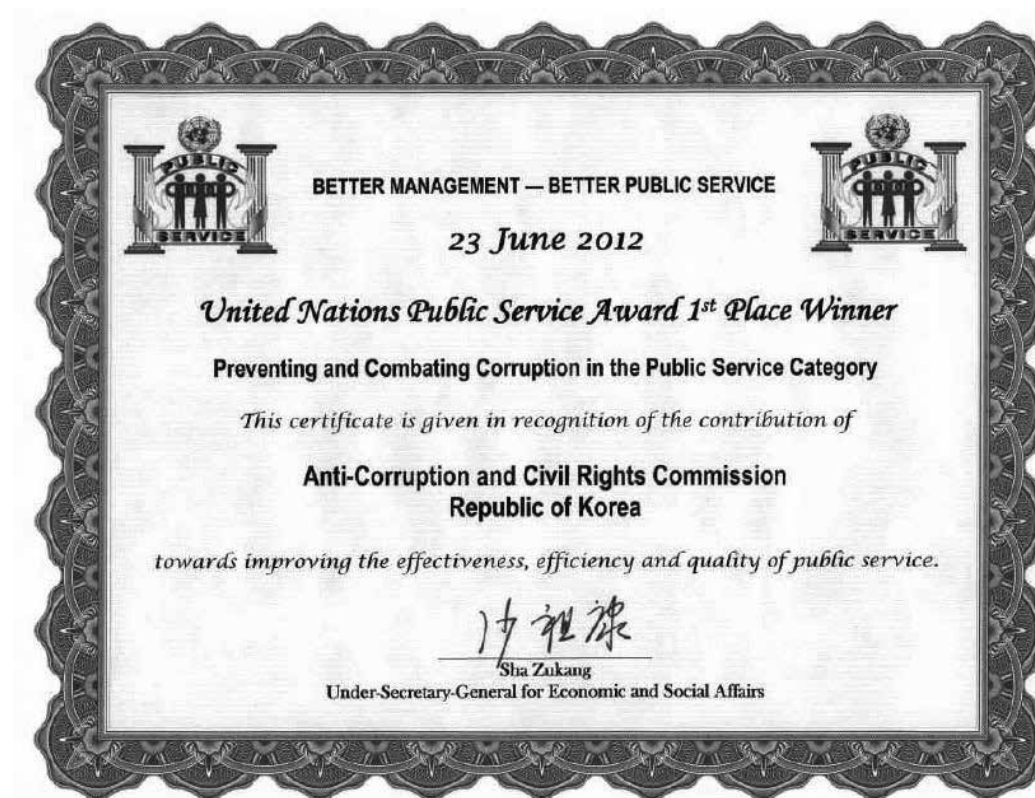 PUBLIC
SERVICE
PUBLIC
SERVICE
BETTER MANAGEMENT — BETTER PUBLIC SERVICE
23 June 2012
United Nations Public Service Award 1st Place Winner
Preventing and Combating Corruption in the Public Service Category
This certificate is given in recognition of the contribution of
Anti-Corruption and Civil Rights Commission
Republic of Korea
towards improving the effectiveness, efficiency and quality of public service.
沙祖康
Sha Zukang
Under-Secretary-General for Economic and Social Affairs